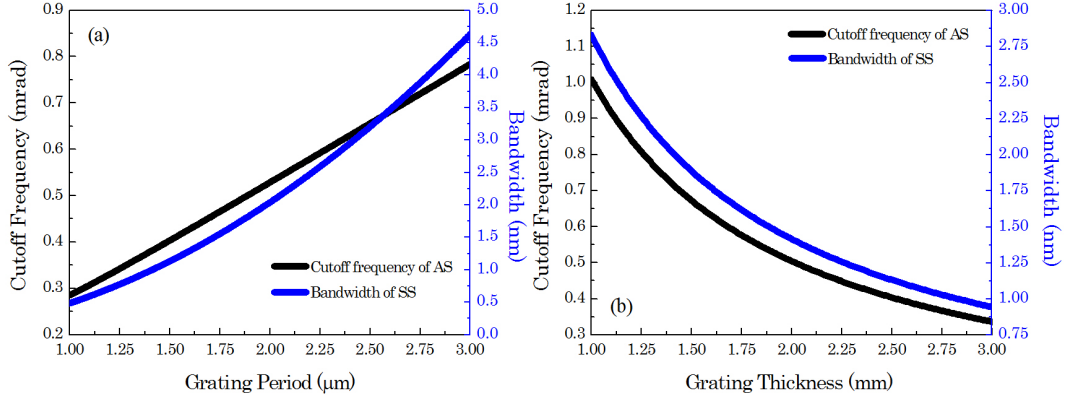 (a)
Cutoff frequency of AS
Bandwidth of SS
Cutoff Frequency (mrad)
0.9
0.8
0.7
0.6
0.5
0.4
0.3
0.2
5.0
4.5
4.0
3.5
3.0
2.5
2.0
1.5
1.0
0.5
0.0
Bandwidth (nm)
1.00 1.25 1.50 1.75 2.00 2.25 2.50 2.75 3.00
Grating Period (μm)
(b)
Cutoff frequency of AS
Bandwidth of SS
Cutoff Frequency (mrad)
1.2
1.1
1.0
0.9
0.8
0.7
0.6
0.5
0.4
0.3
3.00
2.75
2.50
2.25
2.00
1.75
1.50
1.25
1.00
0.75
Bandwidth (nm)
1.00 1.25 1.50 1.75 2.00 2.25 2.50 2.75 3.00
Grating Thickness (mm)